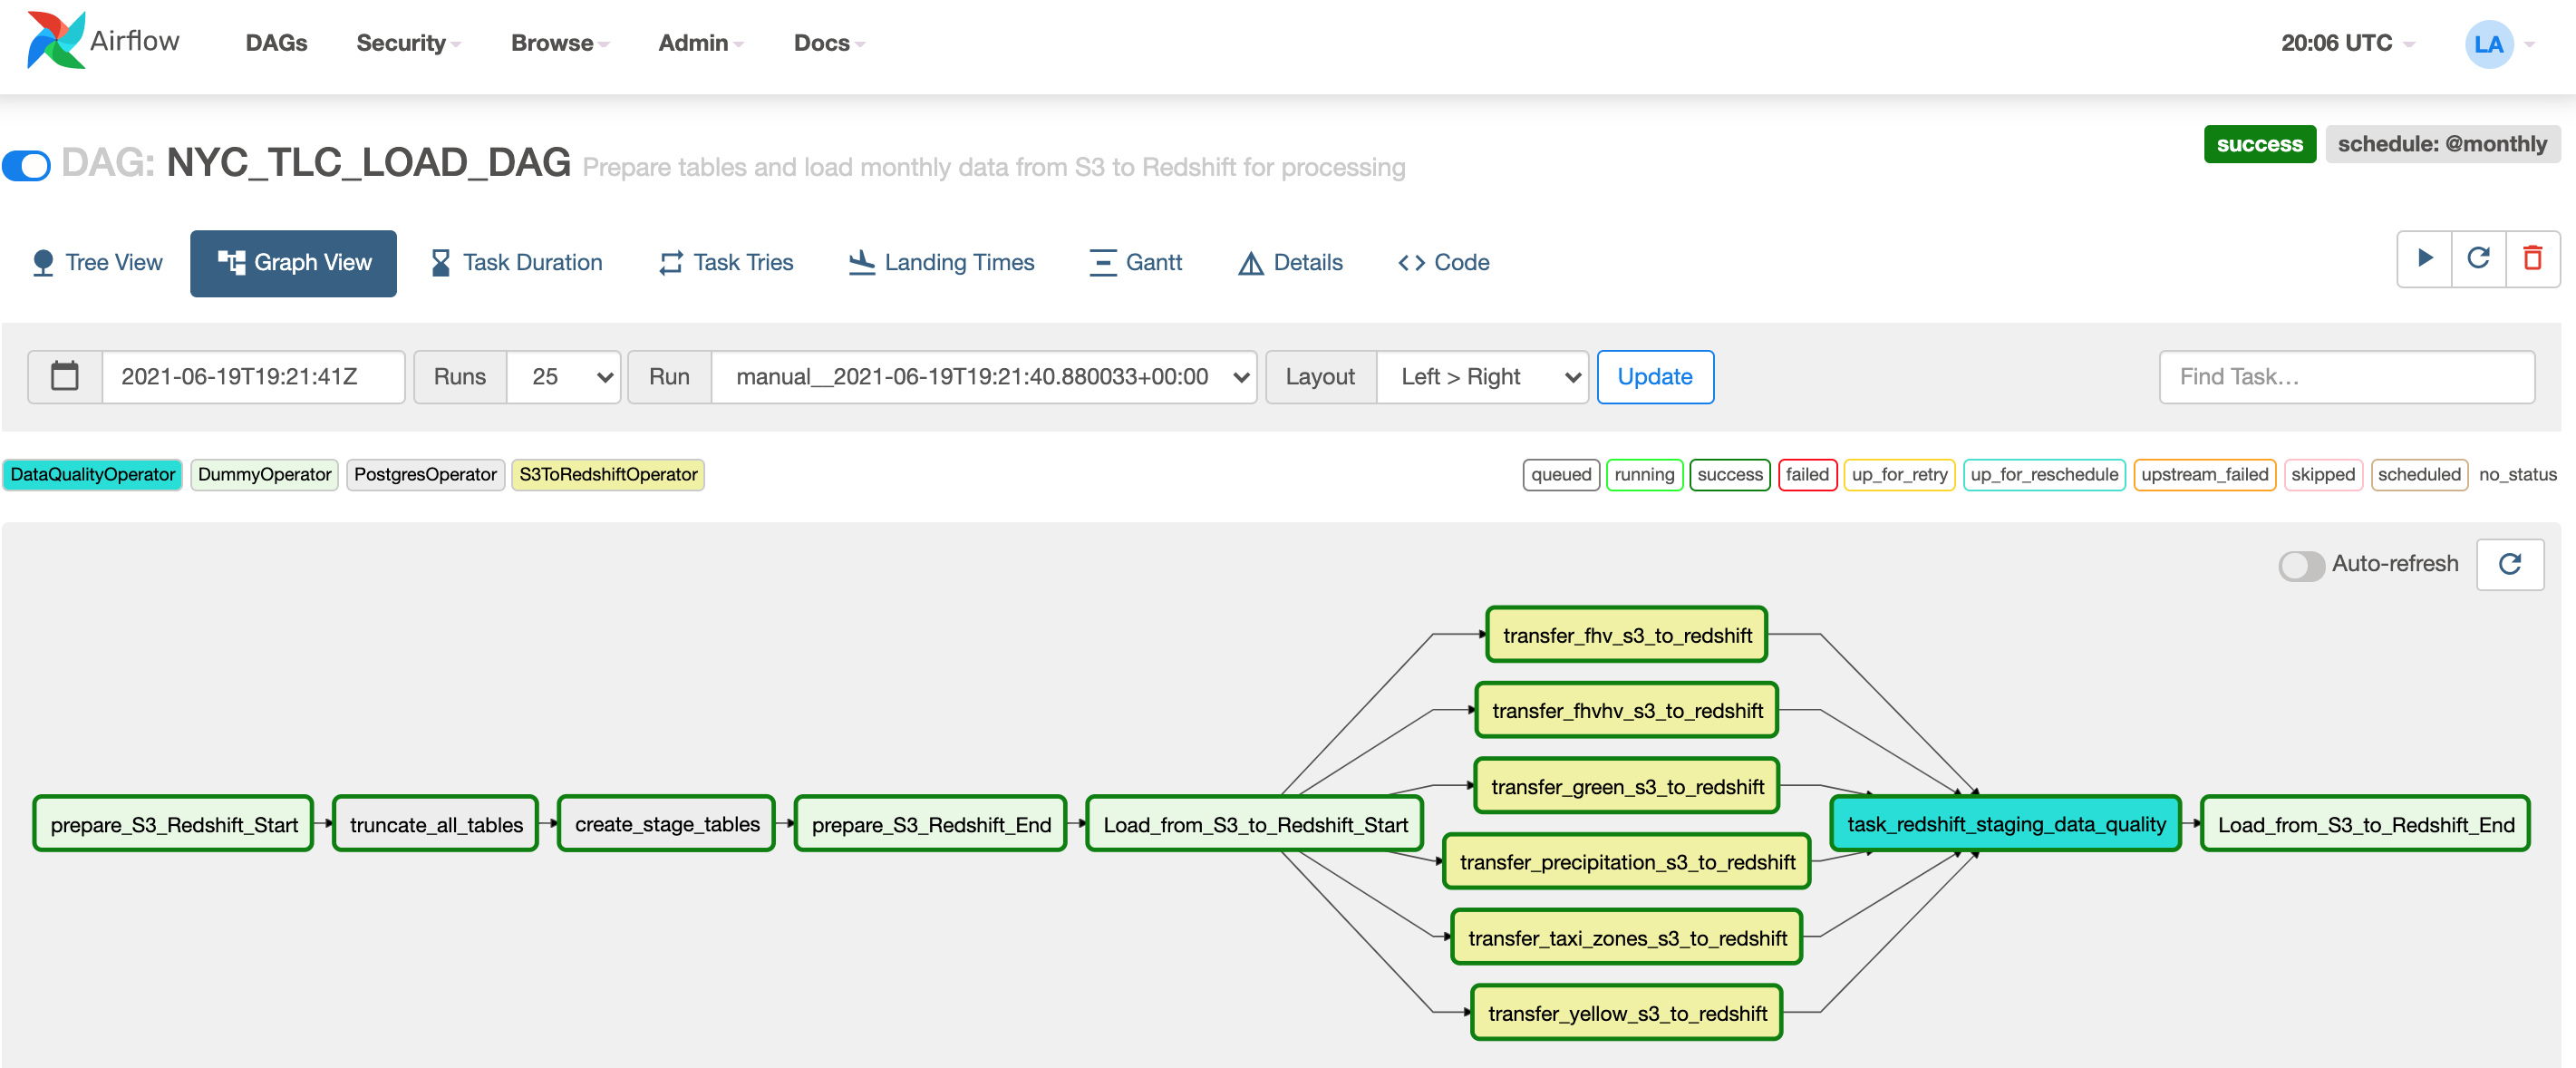 Airflow DAGs Security Browse Admin Docs 20:06 UTC LA
success schedule: @monthly
DAG: NYC_TLC_LOAD_DAG Prepare tables and load monthly data from S3 to Redshift for processing
Tree View Graph View Task Duration Task Tries Landing Times Gantt Details Code
2021-06-19T19:21:41Z Runs 25 Run manual__2021-06-19T19:21:40.880033+00:00 Layout Left > Right Update Find Task...
DataQualityOperator DummyOperator PostgresOperator S3ToRedshiftOperator queued running success failed up_for_retry up_for_reschedule upstream_failed skipped scheduled no_status
Auto-refresh
transfer_fhv_s3_to_redshift
transfer_fhvhv_s3_to_redshift
transfer_green_s3_to_redshift
prepare_S3_Redshift_Start truncate_all_tables create_stage_tables prepare_S3_Redshift_End Load_from_S3_to_Redshift_Start task_redshift_staging_data_quality Load_from_S3_to_Redshift_End
transfer_precipitation_s3_to_redshift
transfer_taxi_zones_s3_to_redshift
transfer_yellow_s3_to_redshift